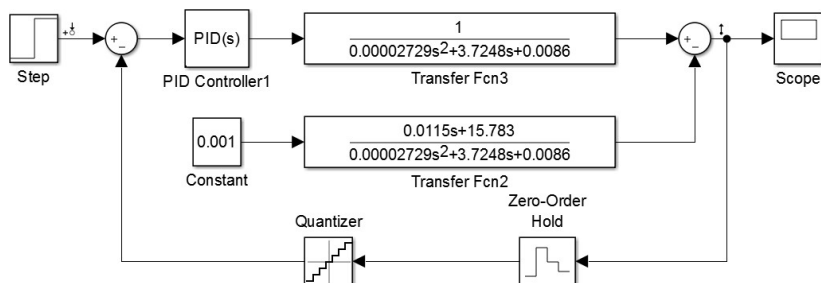 Step
+
−
PID(s)
PID Controller1
1
0.00002729s²+3.7248s+0.0086
Transfer Fcn3
+
−
Scope
0.001
Constant
0.0115s+15.783
0.00002729s²+3.7248s+0.0086
Transfer Fcn2
Quantizer
Zero-Order
Hold